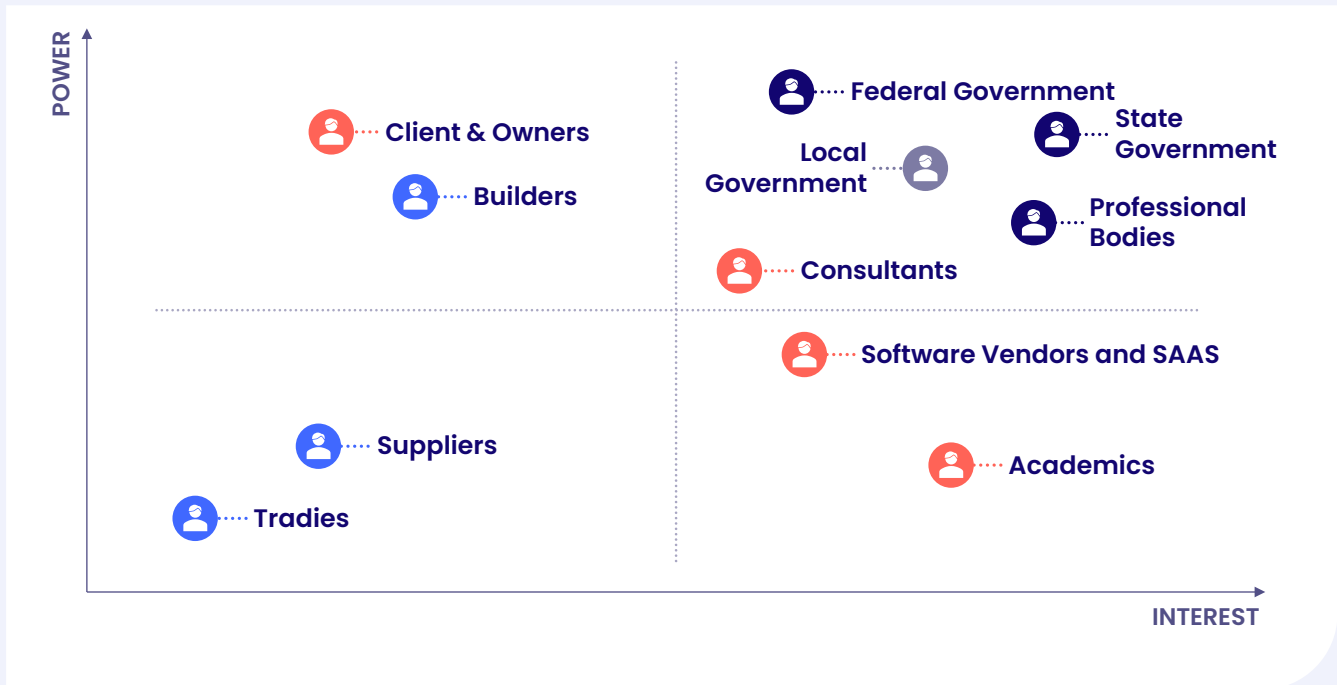 POWER
Federal Government
Client & Owners
State
Government
Local
Government
Builders
Professional
Bodies
Consultants
Software Vendors and SAAS
Suppliers
Academics
Tradies
INTEREST